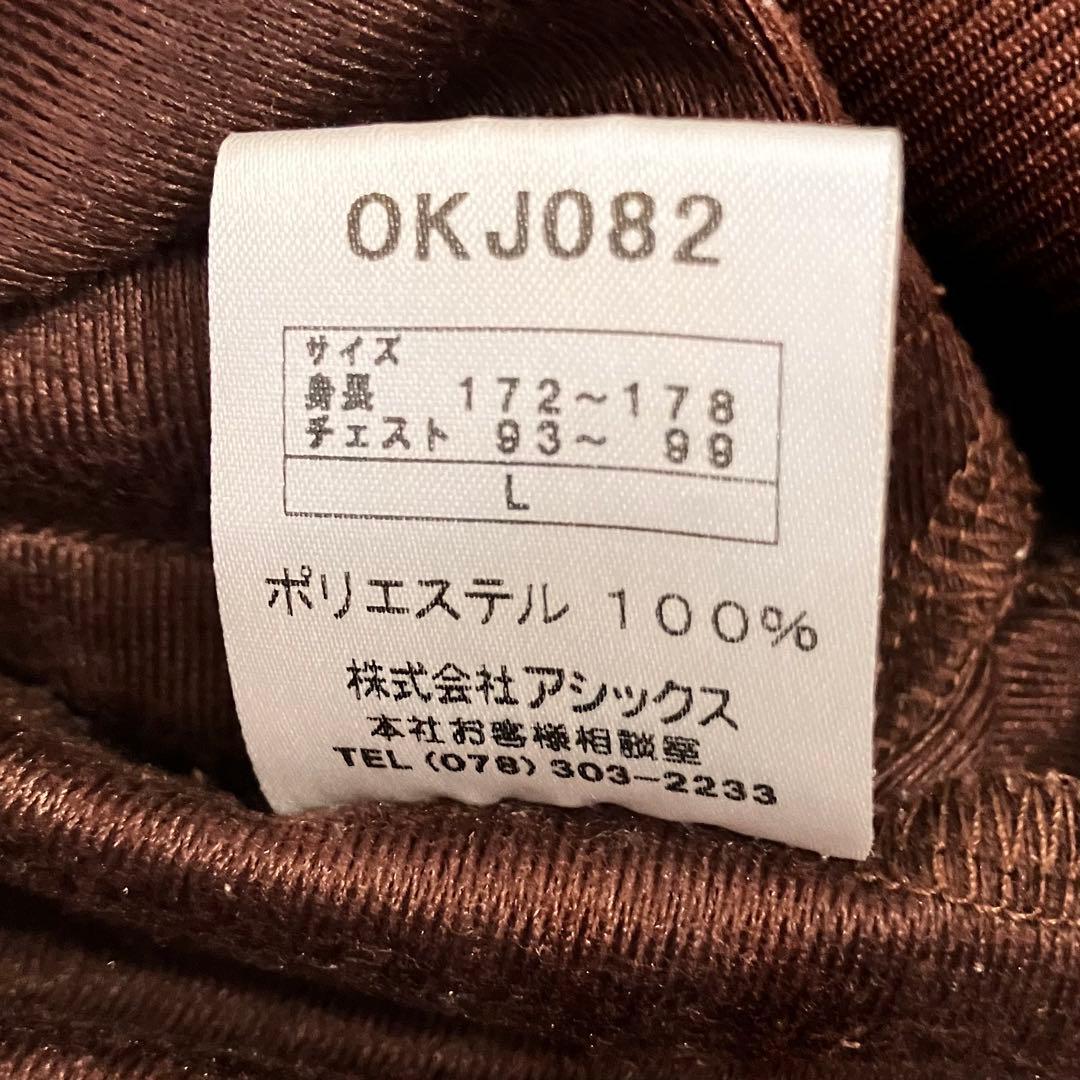 OKJ082
サイズ
身長 172～178
チェスト 93～ 99
L
ポリエステル 100%
株式会社アシックス
本社お客様相談室
TEL (078) 303-2233